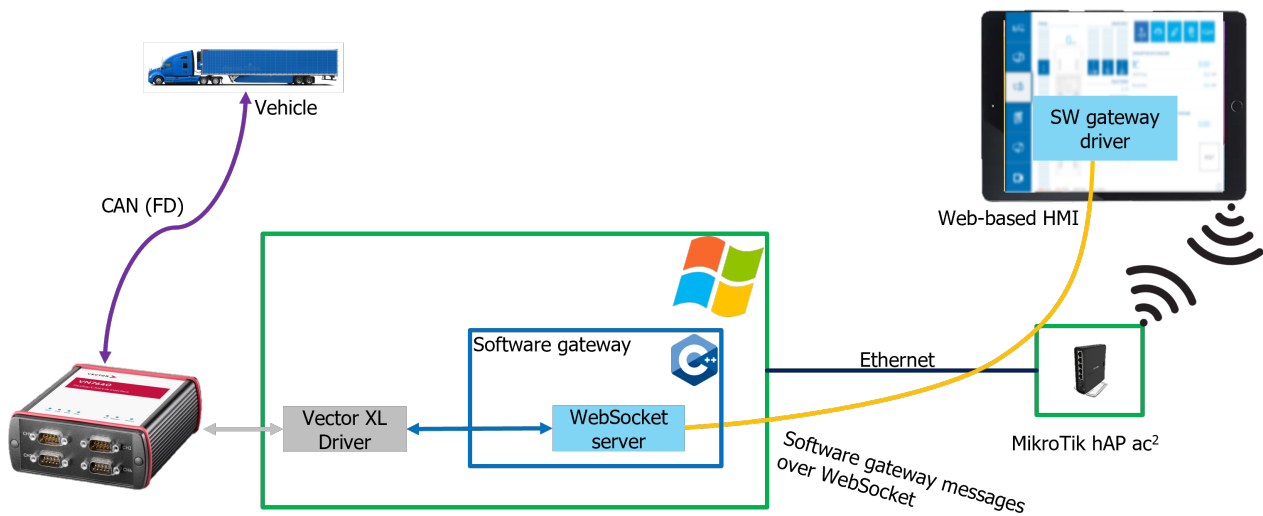 Vehicle
SW gateway
driver
CAN (FD)
Web-based HMI
Software gateway
C
++
Ethernet
VN7640
Vector XL
Driver
WebSocket
server
MikroTik hAP ac²
Software gateway messages
over WebSocket